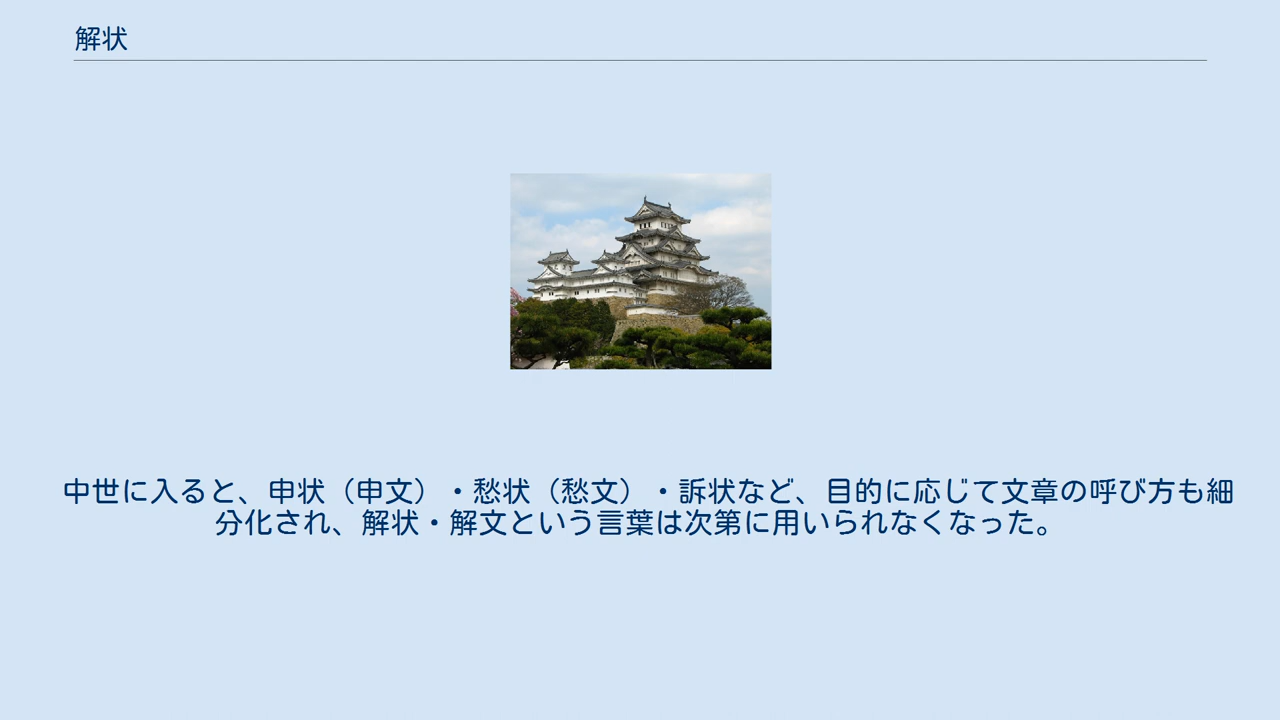 解状
中世に入ると、申状（申文）・愁状（愁文）・訴状など、目的に応じて文章の呼び方も細
分化され、解状・解文という言葉は次第に用いられなくなった。